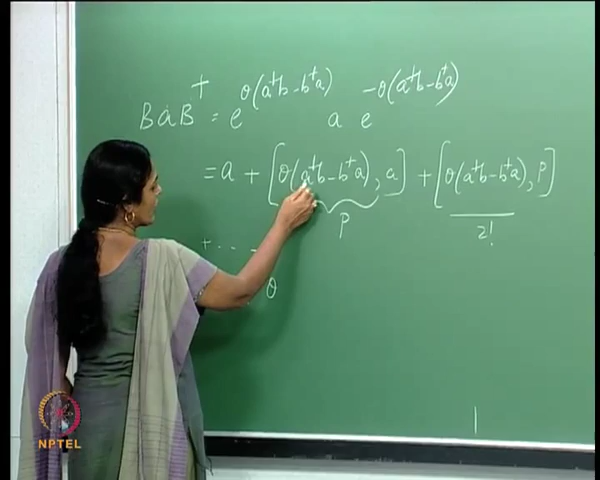 B a B† = e^{θ(a†b - b†a)} a e^{-θ(a†b - b†a)}
= a + [θ(a†b - b†a), a] + [θ(a†b - b†a), P]
P
2!
+ ... -
θ
NPTEL